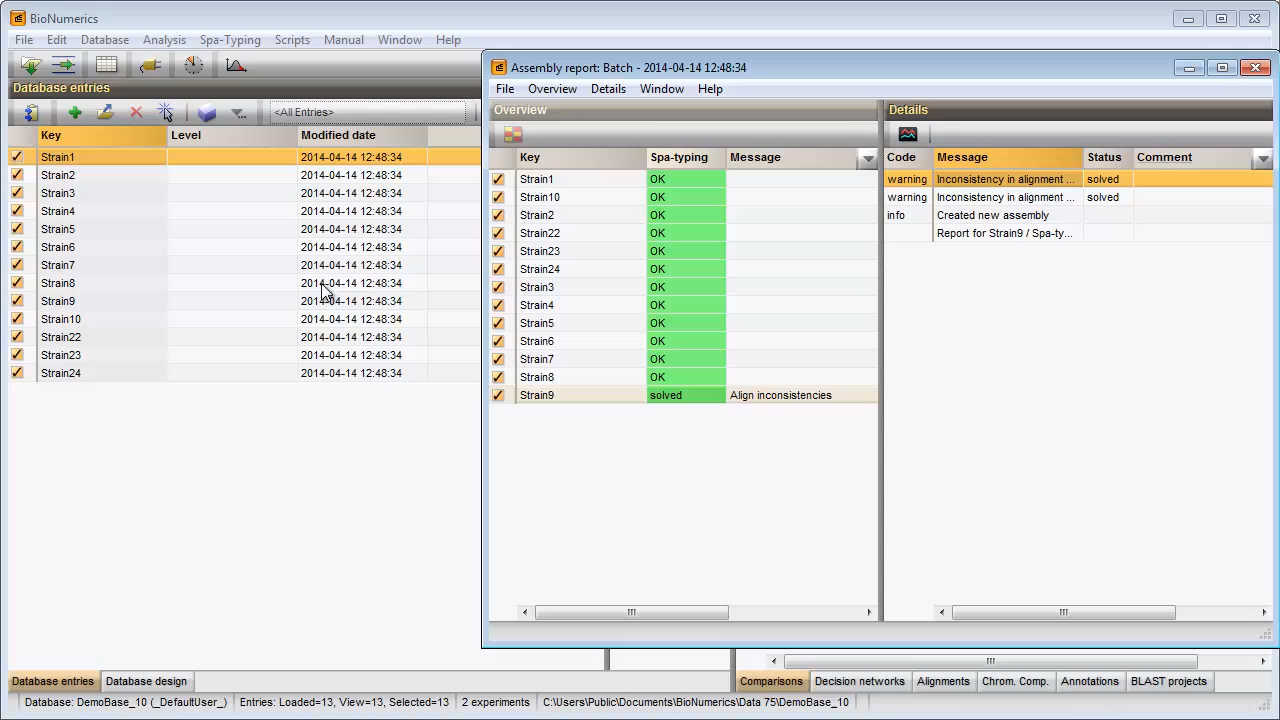 BioNumerics
File Edit Database Analysis Spa-Typing Scripts Manual Window Help
Database entries
<All Entries>
Key Level Modified date
Strain1 2014-04-14 12:48:34
Strain2 2014-04-14 12:48:34
Strain3 2014-04-14 12:48:34
Strain4 2014-04-14 12:48:34
Strain5 2014-04-14 12:48:34
Strain6 2014-04-14 12:48:34
Strain7 2014-04-14 12:48:34
Strain8 2014-04-14 12:48:34
Strain9 2014-04-14 12:48:34
Strain10 2014-04-14 12:48:34
Strain22 2014-04-14 12:48:34
Strain23 2014-04-14 12:48:34
Strain24 2014-04-14 12:48:34
Assembly report: Batch - 2014-04-14 12:48:34
File Overview Details Window Help
Overview
Key Spa-typing Message
Strain1 OK
Strain10 OK
Strain2 OK
Strain22 OK
Strain23 OK
Strain24 OK
Strain3 OK
Strain4 OK
Strain5 OK
Strain6 OK
Strain7 OK
Strain8 OK
Strain9 solved Align inconsistencies
Details
Code Message Status Comment
warning Inconsistency in alignment ... solved
warning Inconsistency in alignment ... solved
info Created new assembly
Report for Strain9 / Spa-ty...
Database entries Database design
Comparisons Decision networks Alignments Chrom. Comp. Annotations BLAST projects
Database: DemoBase_10 (_DefaultUser_) Entries: Loaded=13, View=13, Selected=13 2 experiments C:\Users\Public\Documents\BioNumerics\Data 75\DemoBase_10